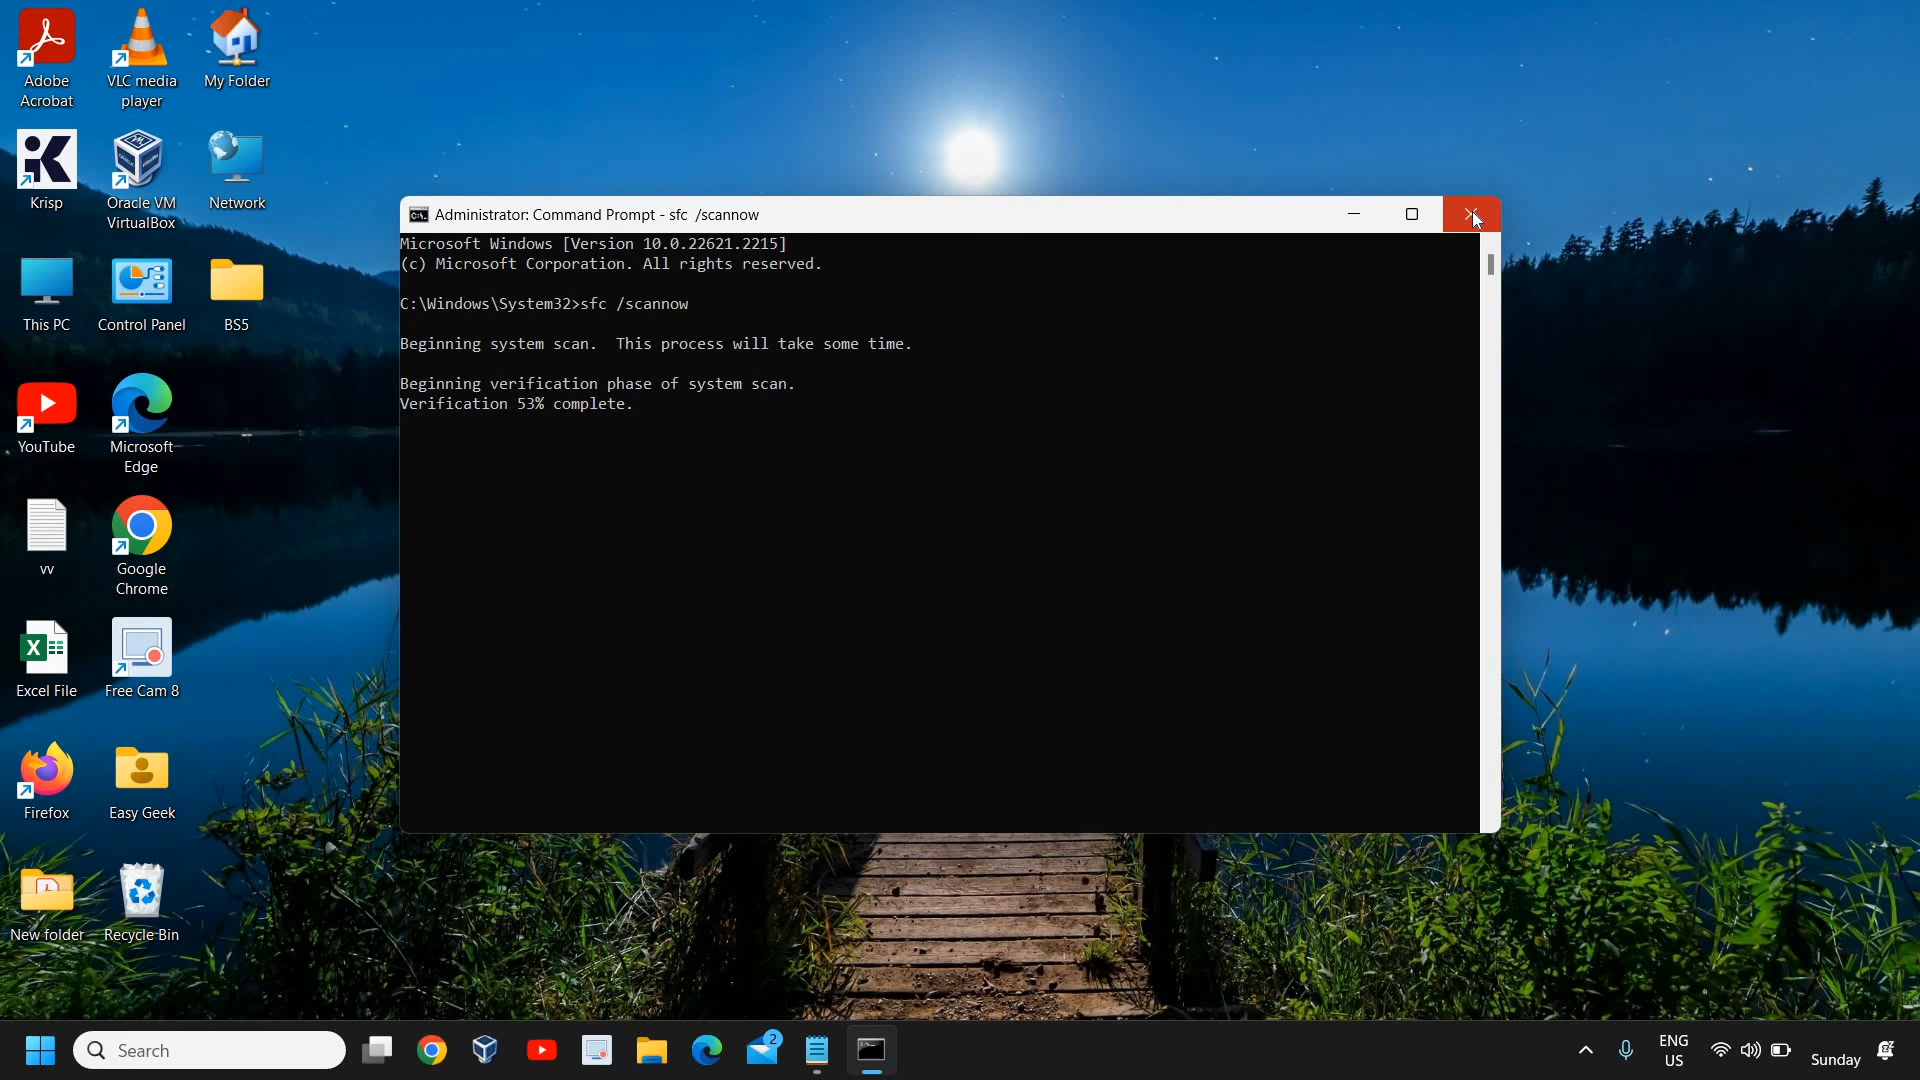 Adobe
Acrobat
VLC media
player
My Folder
Krisp
Oracle VM
VirtualBox
Network
This PC
Control Panel
BS5
YouTube
Microsoft
Edge
vv
Google
Chrome
Excel File
Free Cam 8
Firefox
Easy Geek
New folder
Recycle Bin
Administrator: Command Prompt - sfc  /scannow
Microsoft Windows [Version 10.0.22621.2215]
(c) Microsoft Corporation. All rights reserved.
C:\Windows\System32>sfc /scannow
Beginning system scan.  This process will take some time.
Beginning verification phase of system scan.
Verification 53% complete.
Search
2
ENG
US
Sunday